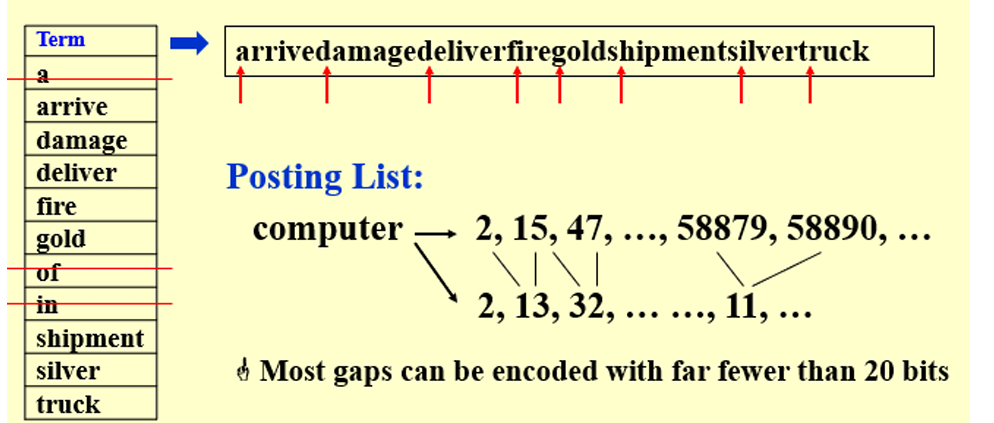 Term
a
arrive
damage
deliver
fire
gold
of
in
shipment
silver
truck
arrivedamagedeliverfiregoldshipmentsilvertruck
Posting List:
computer → 2, 15, 47, …, 58879, 58890, …
2, 13, 32, … …, 11, …
☝ Most gaps can be encoded with far fewer than 20 bits